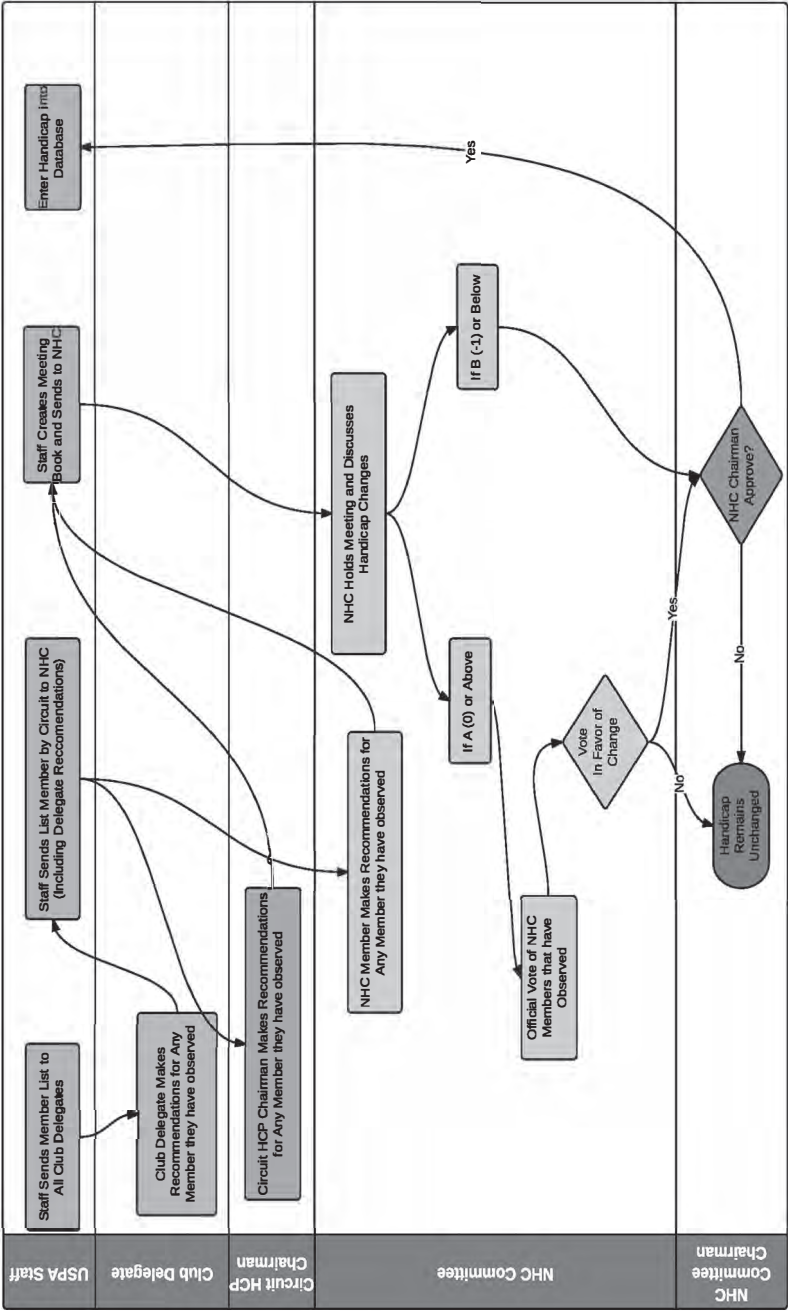 USPA Staff
Staff Sends Member List to
All Club Delegates
Staff Sends List Member by Circuit to NHC
(Including Delegate Reccomendations)
Staff Creates Meeting
Book and Sends to NHC
Enter Handicap into
Database
Club Delegate
Club Delegate Makes
Recommendations for Any
Member they have observed
Circuit HCP
Chairman
Circuit HCP Chairman Makes Recommendations
for Any Member they have observed
NHC Committee
NHC Member Makes Recommendations for
Any Member they have observed
NHC Holds Meeting and Discusses
Handicap Changes
If A (0) or Above
If B (-1) or Below
Official Vote of NHC
Members that have
Observed
Vote
In Favor of
Change
Yes
No
Yes
NHC
Committee
Chairman
Handicap
Remains
Unchanged
No
NHC Chairman
Approve?